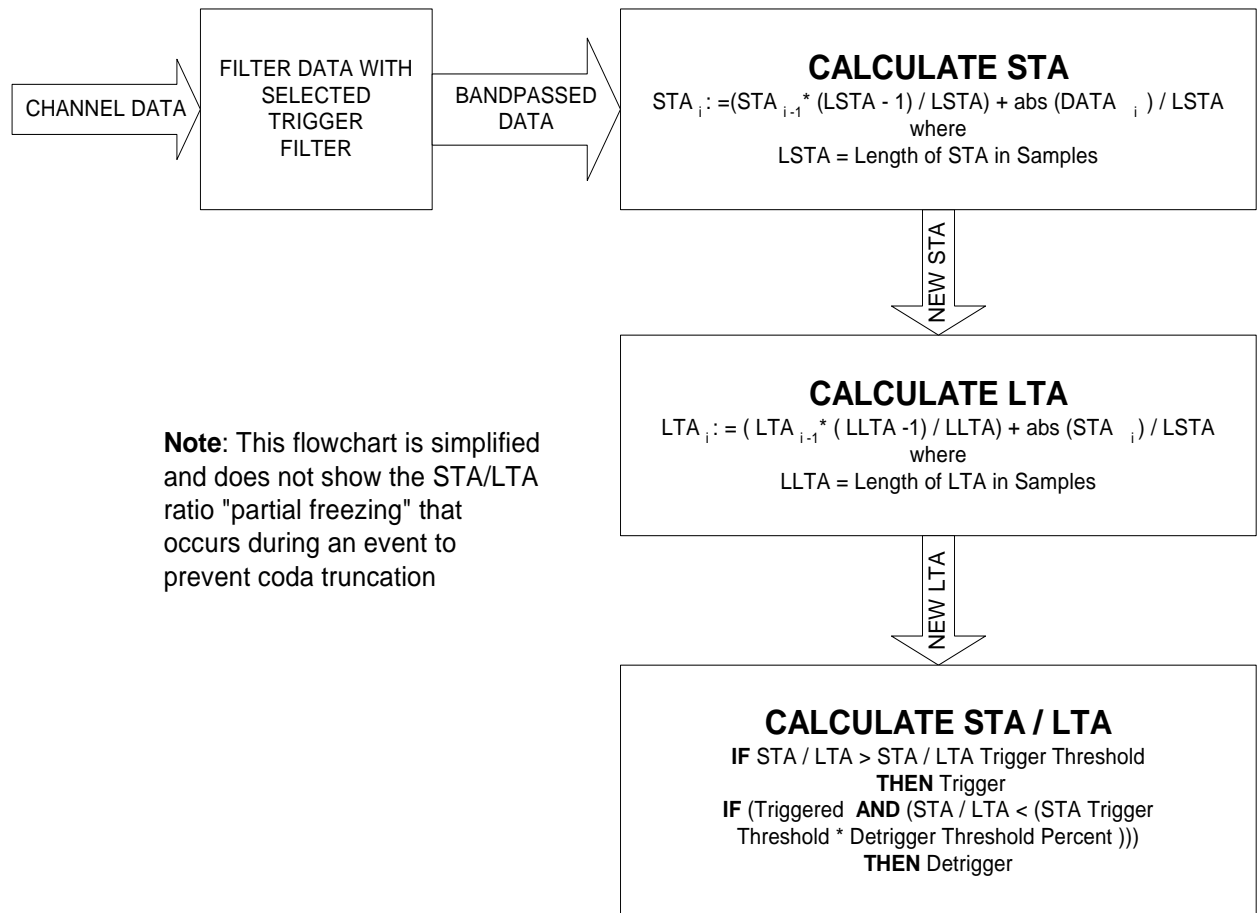 CHANNEL DATA
FILTER DATA WITH
SELECTED
TRIGGER
FILTER
BANDPASSED
DATA
CALCULATE STA
STA i : =(STA i-1* (LSTA - 1) / LSTA) + abs (DATA i ) / LSTA
where
LSTA = Length of STA in Samples
NEW STA
CALCULATE LTA
LTA i : = ( LTA i-1* ( LLTA -1) / LLTA) + abs (STA i ) / LSTA
where
LLTA = Length of LTA in Samples
Note: This flowchart is simplified
and does not show the STA/LTA
ratio "partial freezing" that
occurs during an event to
prevent coda truncation
NEW LTA
CALCULATE STA / LTA
IF STA / LTA > STA / LTA Trigger Threshold
THEN Trigger
IF (Triggered AND (STA / LTA < (STA Trigger
Threshold * Detrigger Threshold Percent )))
THEN Detrigger